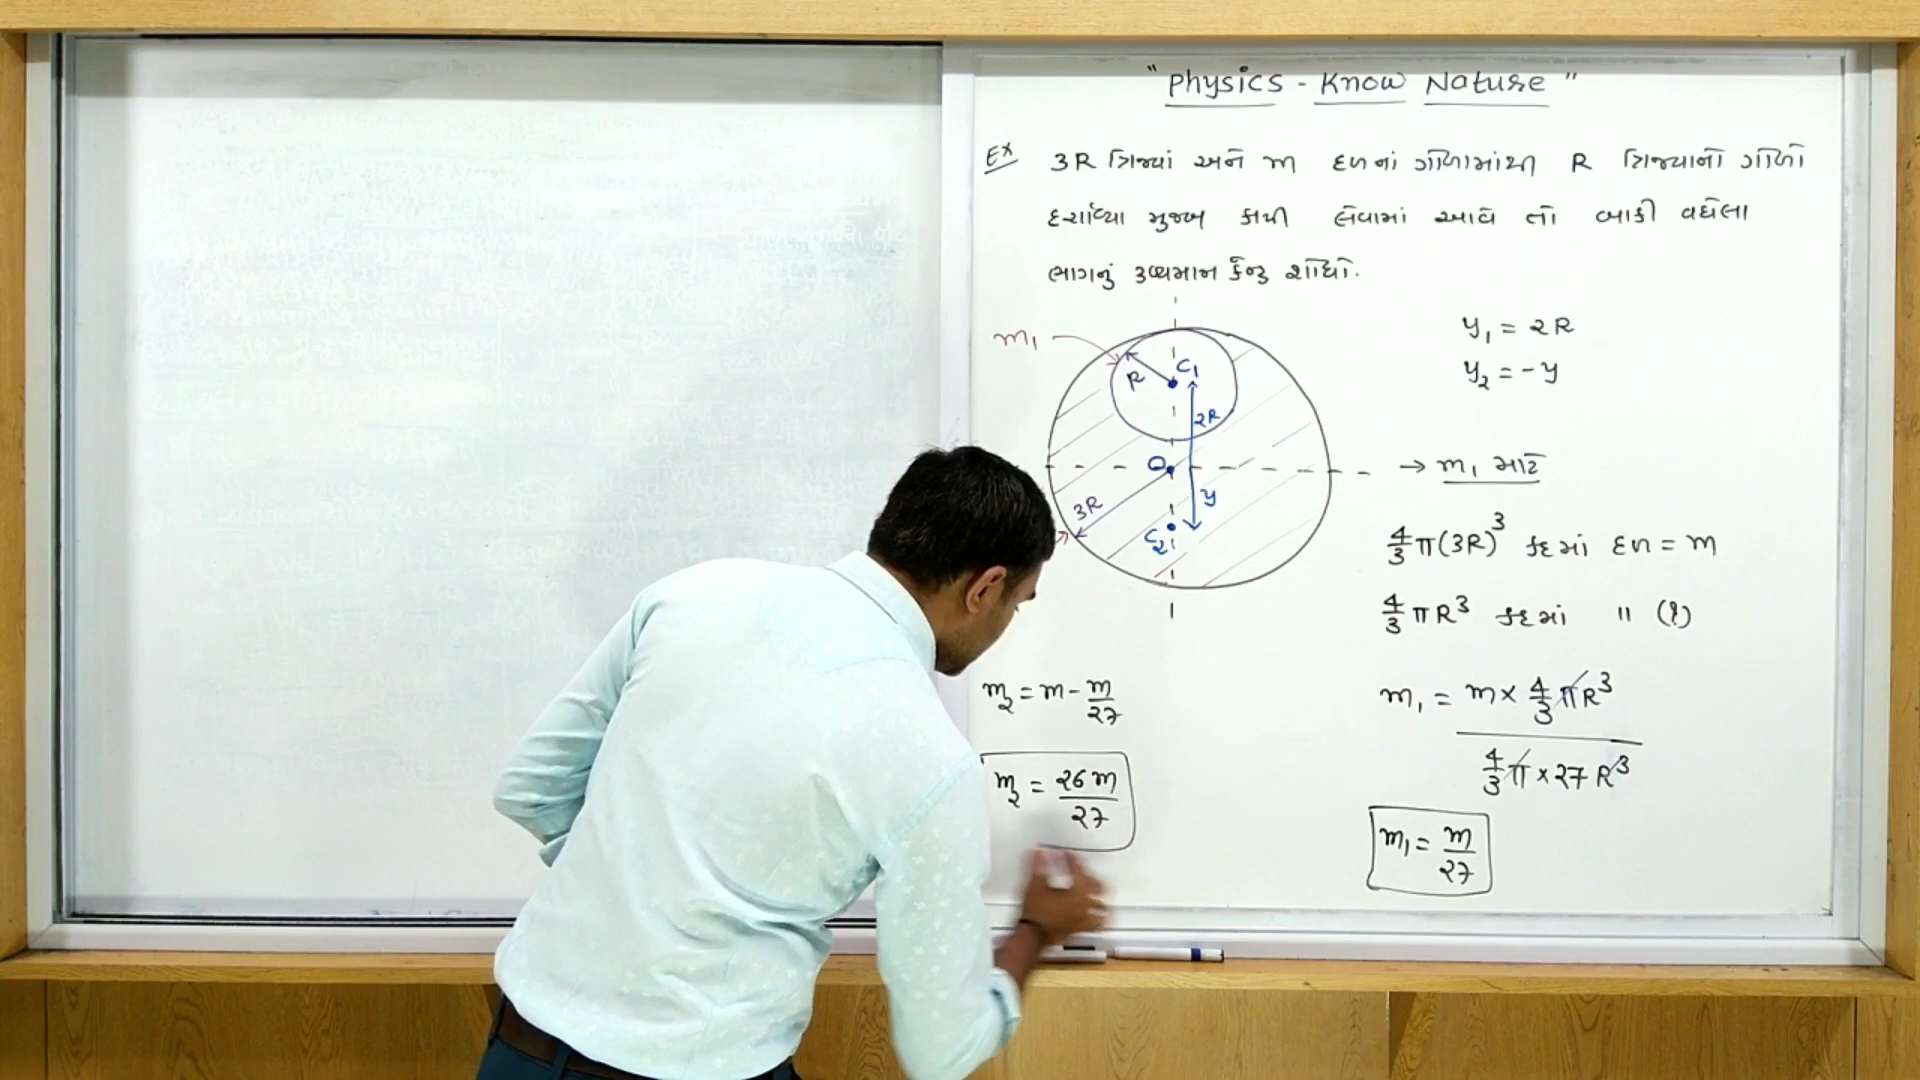 "Physics - Know Nature"
Ex 3R ત્રિજ્યાં અને m દળનાં ગોળામાંથી R ત્રિજ્યાનો ગોળો
દર્શાવ્યા મુજબ કાપી લેવામાં આવે તો બાકી વધેલા
ભાગનું દ્રવ્યમાન કેન્દ્ર શોધો.
y₁ = 2R
y₂ = -y
m₁
R
C₁
2R
O
3R
y
C₂
→ m₁ માટે
4/3 π(3R)³ કદમાં દળ = m
4/3 πR³ કદમાં " (?)
m₁ = m × 4/3 πR³ / 4/3 π × 27 R³
m₁ = m/27
m₂ = m - m/27
m₂ = 26m/27